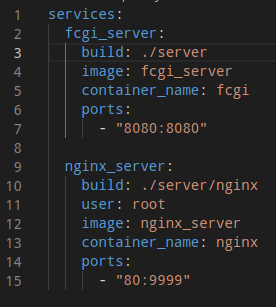 1 services:
2   fcgi_server:
3     build: ./server
4     image: fcgi_server
5     container_name: fcgi
6     ports:
7       - "8080:8080"
8
9   nginx_server:
10     build: ./server/nginx
11     user: root
12     image: nginx_server
13     container_name: nginx
14     ports:
15       - "80:9999"